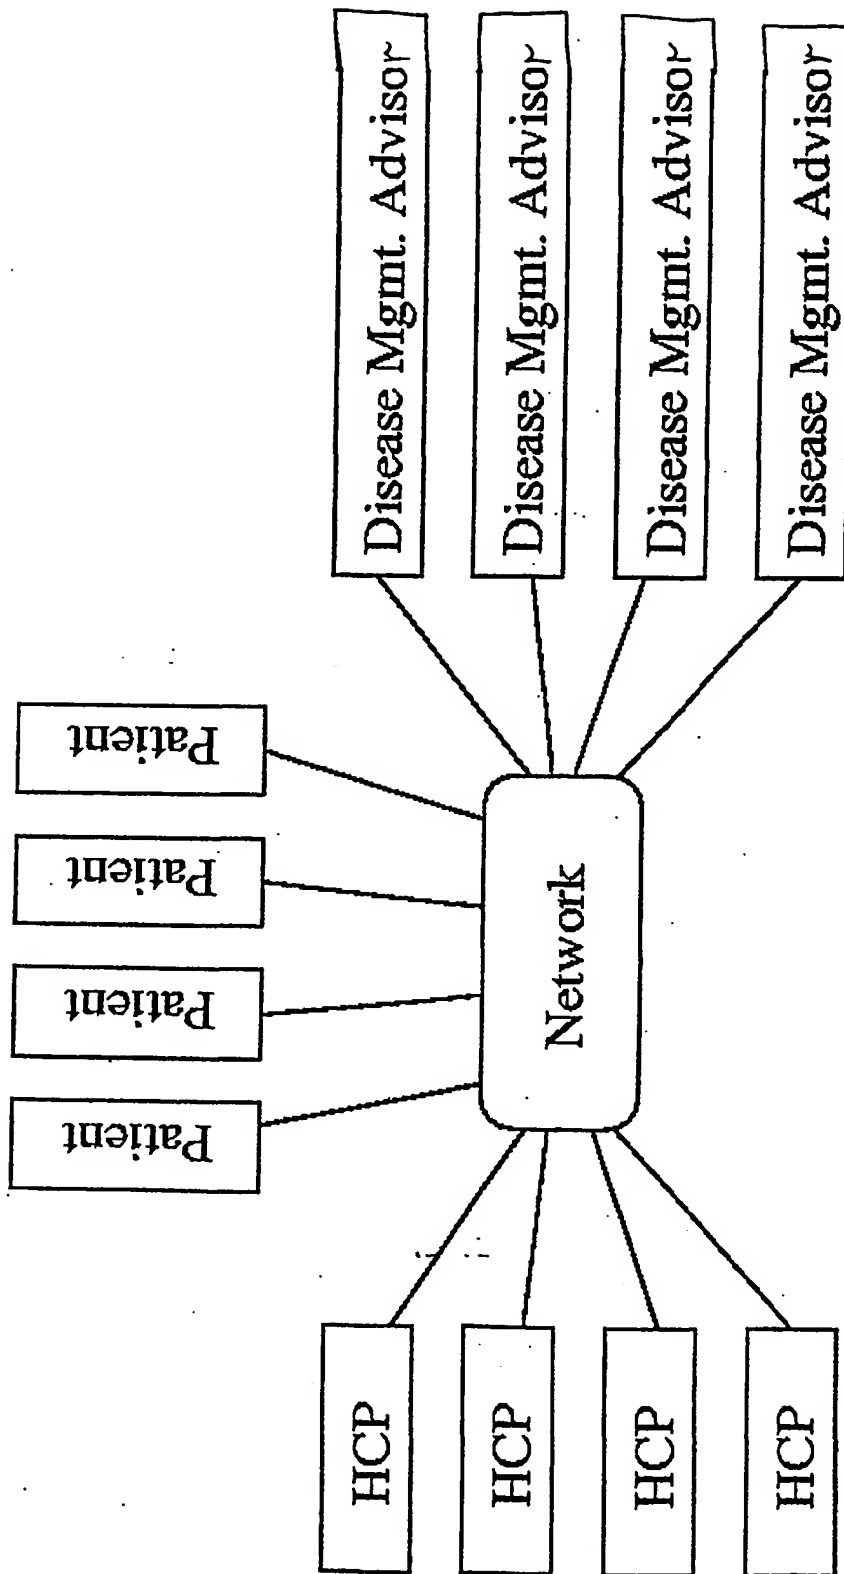 Patient
Patient
Patient
Patient
HCP
HCP
HCP
HCP
Network
Disease Mgmt. Advisor
Disease Mgmt. Advisor
Disease Mgmt. Advisor
Disease Mgmt. Advisor